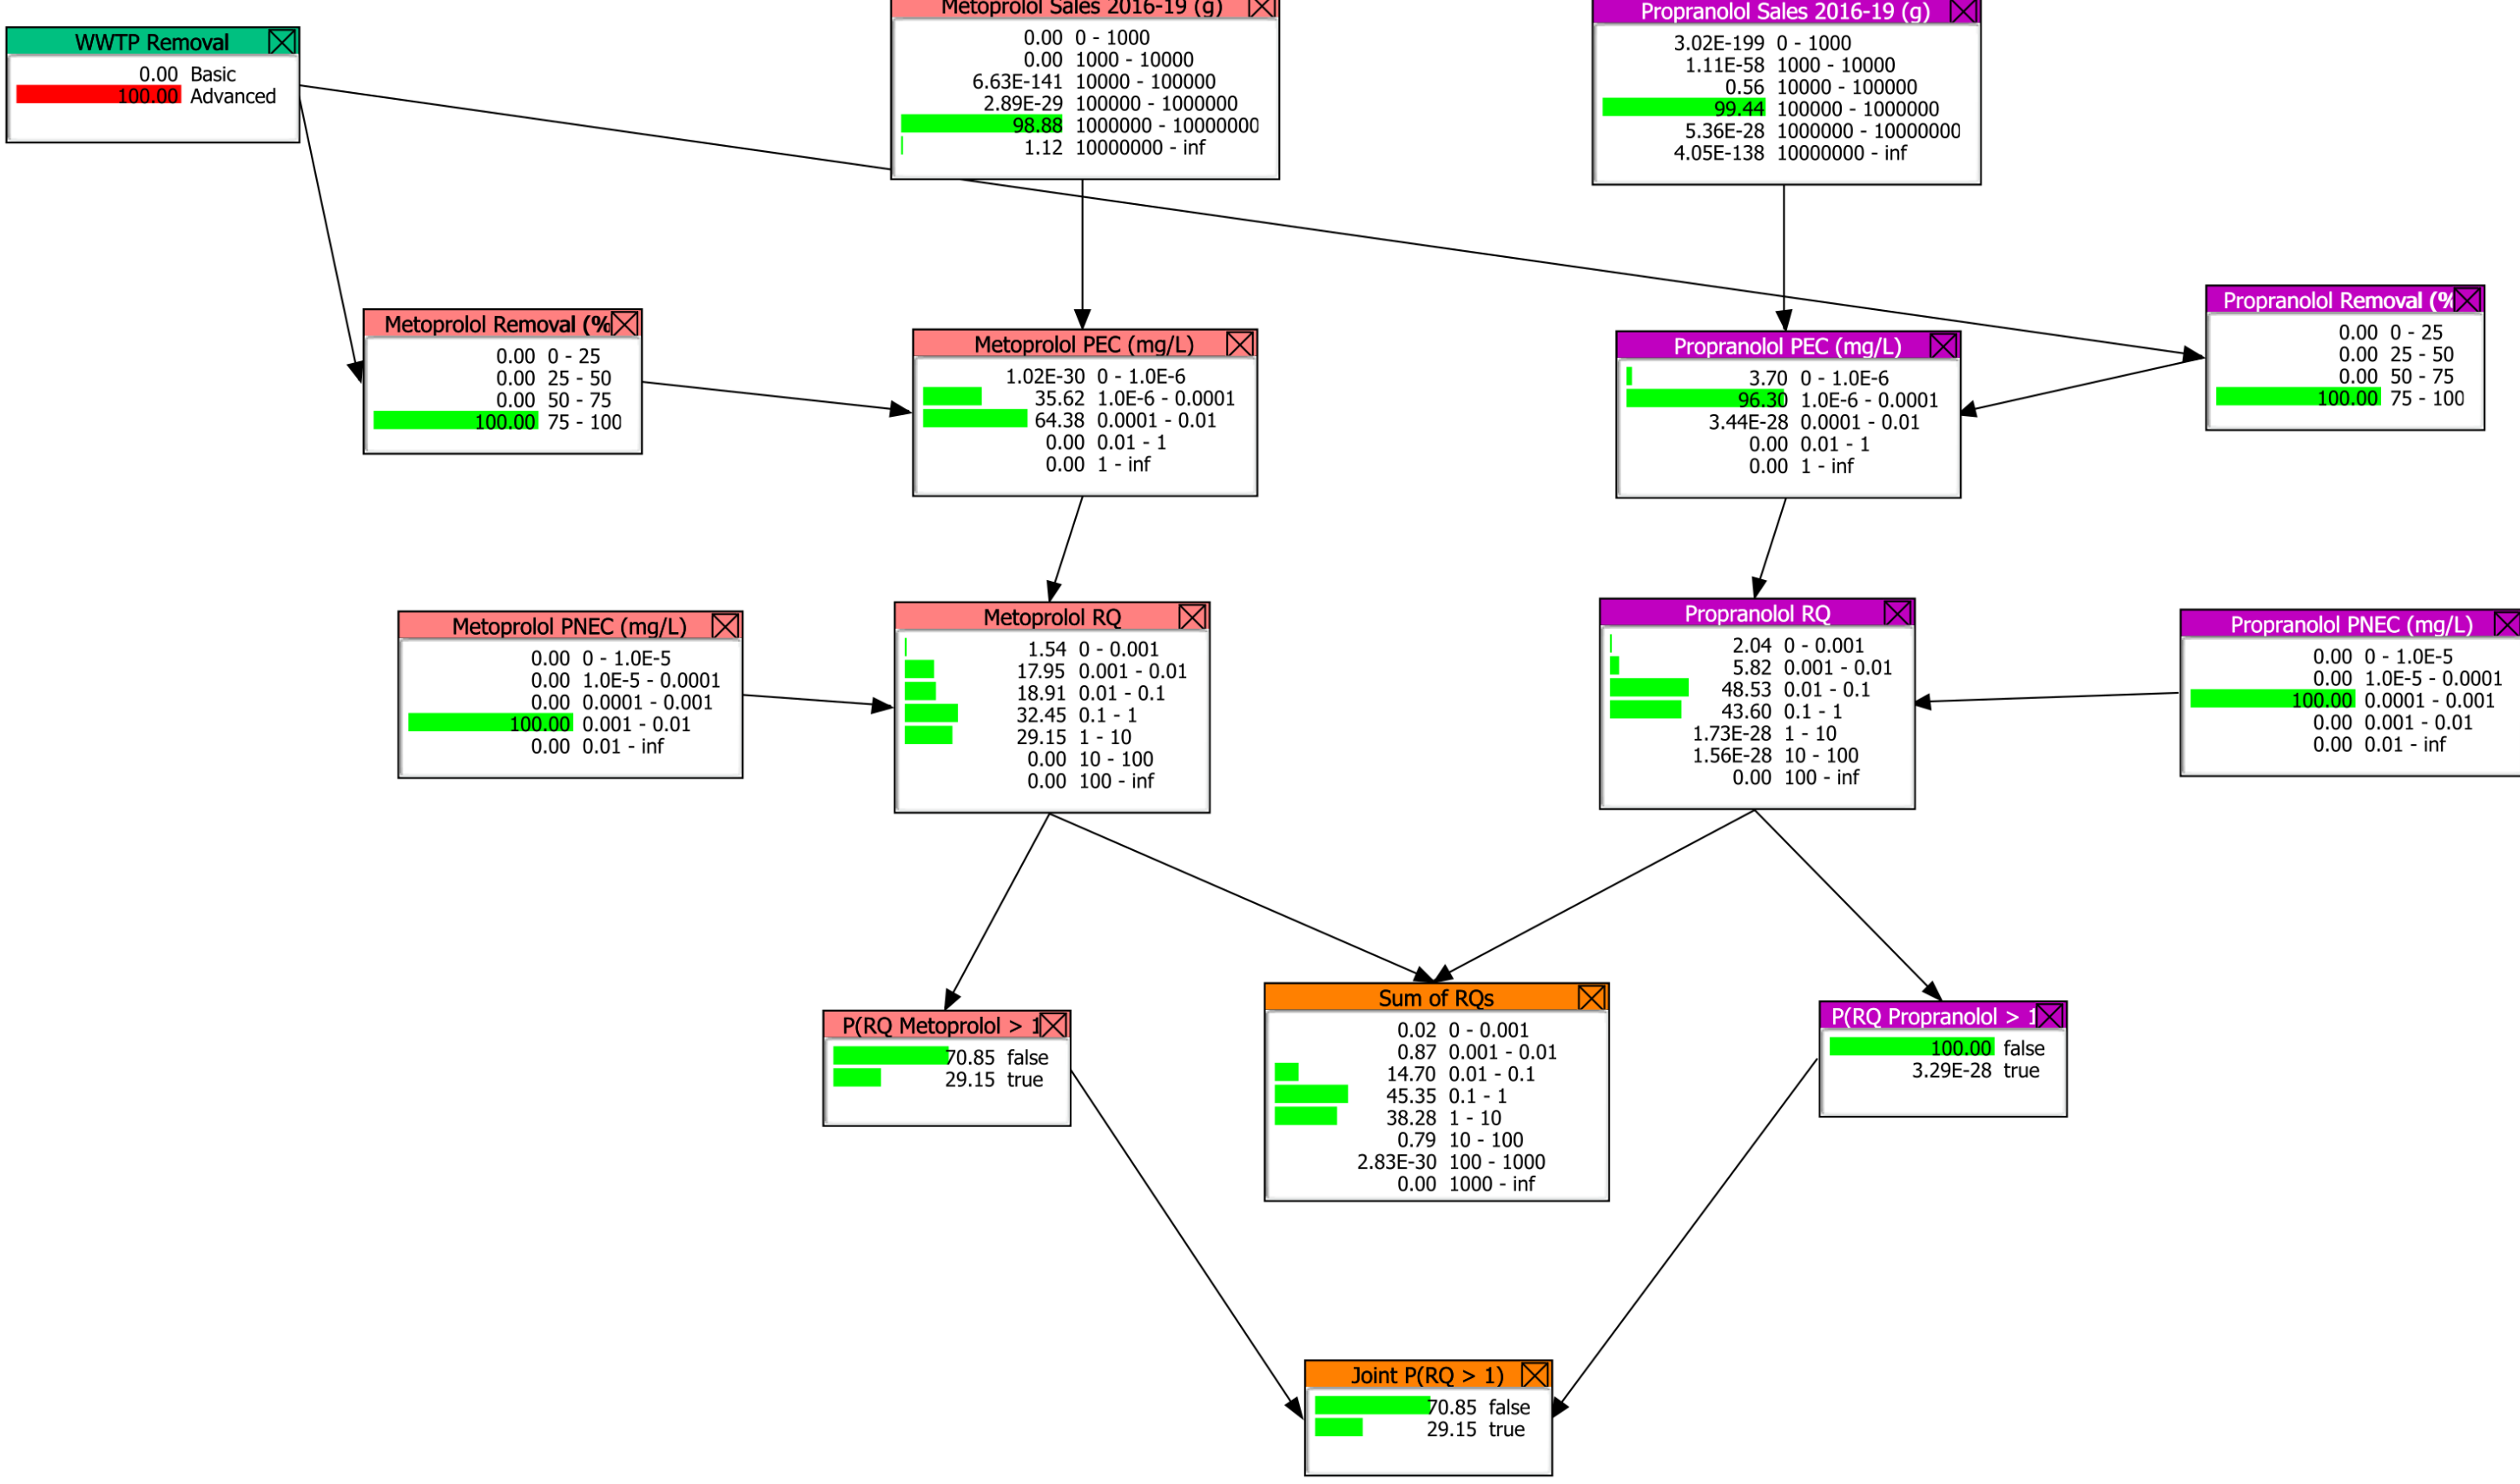 Metoprolol Sales 2016-19 (g)
0.00 0 - 1000
0.00 1000 - 10000
6.63E-141 10000 - 100000
2.89E-29 100000 - 1000000
98.88 1000000 - 10000000
1.12 10000000 - inf
Propranolol Sales 2016-19 (g)
3.02E-199 0 - 1000
1.11E-58 1000 - 10000
0.56 10000 - 100000
99.44 100000 - 1000000
5.36E-28 1000000 - 10000000
4.05E-138 10000000 - inf
WWTP Removal
0.00 Basic
100.00 Advanced
Metoprolol Removal (%
0.00 0 - 25
0.00 25 - 50
0.00 50 - 75
100.00 75 - 100
Metoprolol PEC (mg/L)
1.02E-30 0 - 1.0E-6
35.62 1.0E-6 - 0.0001
64.38 0.0001 - 0.01
0.00 0.01 - 1
0.00 1 - inf
Propranolol PEC (mg/L)
3.70 0 - 1.0E-6
96.30 1.0E-6 - 0.0001
3.44E-28 0.0001 - 0.01
0.00 0.01 - 1
0.00 1 - inf
Propranolol Removal (%
0.00 0 - 25
0.00 25 - 50
0.00 50 - 75
100.00 75 - 100
Metoprolol PNEC (mg/L)
0.00 0 - 1.0E-5
0.00 1.0E-5 - 0.0001
0.00 0.0001 - 0.001
100.00 0.001 - 0.01
0.00 0.01 - inf
Metoprolol RQ
1.54 0 - 0.001
17.95 0.001 - 0.01
18.91 0.01 - 0.1
32.45 0.1 - 1
29.15 1 - 10
0.00 10 - 100
0.00 100 - inf
Propranolol RQ
2.04 0 - 0.001
5.82 0.001 - 0.01
48.53 0.01 - 0.1
43.60 0.1 - 1
1.73E-28 1 - 10
1.56E-28 10 - 100
0.00 100 - inf
Propranolol PNEC (mg/L)
0.00 0 - 1.0E-5
0.00 1.0E-5 - 0.0001
100.00 0.0001 - 0.001
0.00 0.001 - 0.01
0.00 0.01 - inf
P(RQ Metoprolol > 1
70.85 false
29.15 true
Sum of RQs
0.02 0 - 0.001
0.87 0.001 - 0.01
14.70 0.01 - 0.1
45.35 0.1 - 1
38.28 1 - 10
0.79 10 - 100
2.83E-30 100 - 1000
0.00 1000 - inf
P(RQ Propranolol > 1
100.00 false
3.29E-28 true
Joint P(RQ > 1)
70.85 false
29.15 true